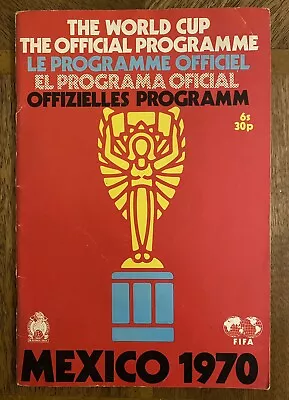 THE WORLD CUP
THE OFFICIAL PROGRAMME
LE PROGRAMME OFFICIEL
EL PROGRAMA OFICIAL
OFFIZIELLES PROGRAMM
6s
30p
FIFA
MEXICO 1970